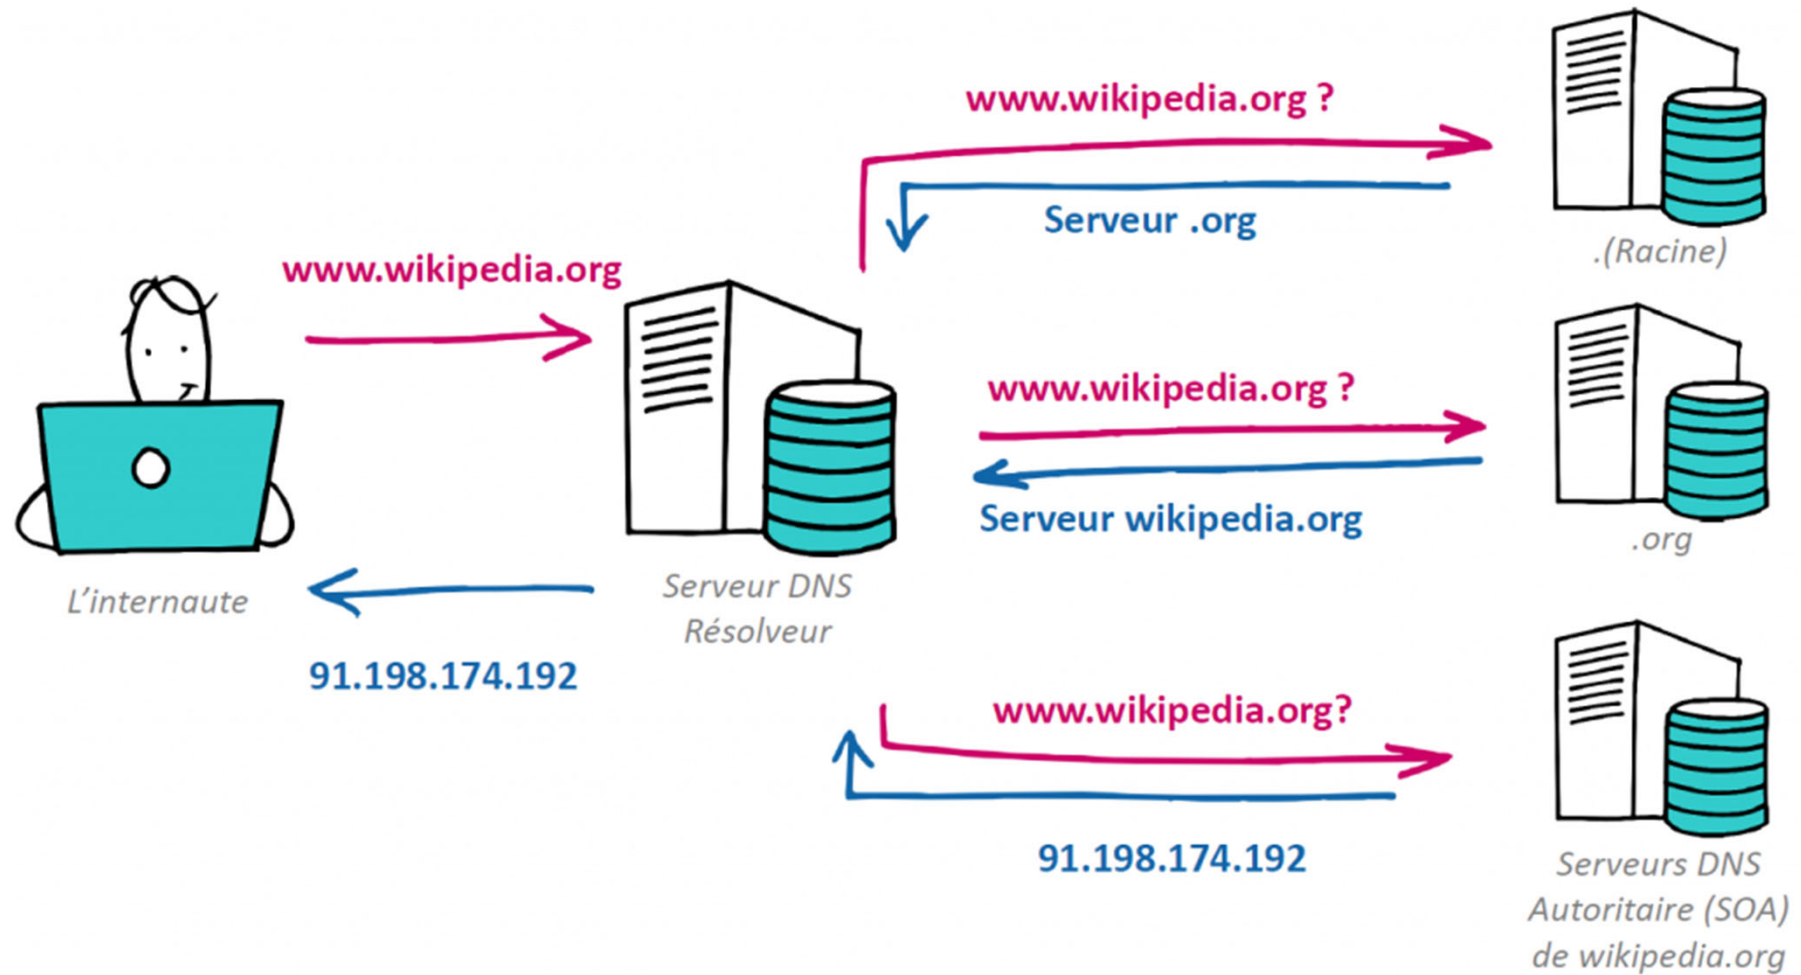 www.wikipedia.org ?
Serveur .org
.(Racine)
www.wikipedia.org
www.wikipedia.org ?
Serveur wikipedia.org
.org
L'internaute
Serveur DNS
Résolveur
91.198.174.192
www.wikipedia.org?
91.198.174.192
Serveurs DNS
Autoritaire (SOA)
de wikipedia.org